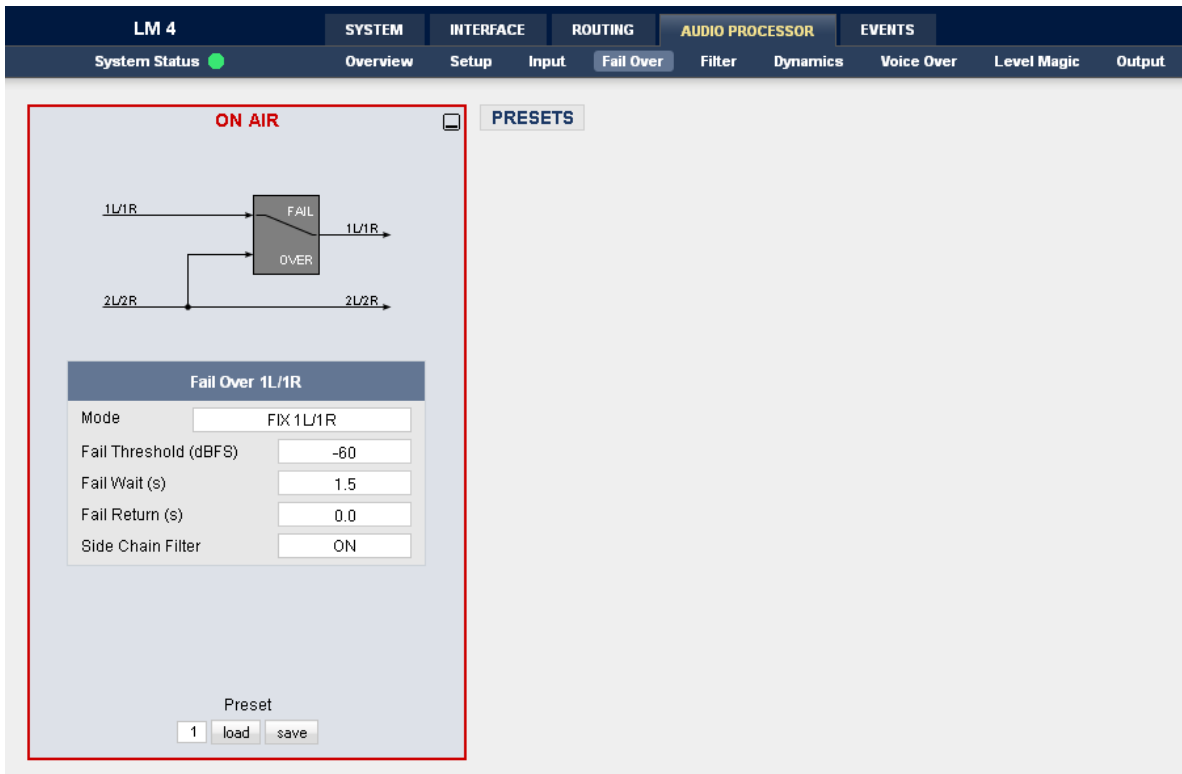 LM 4 SYSTEM INTERFACE ROUTING AUDIO PROCESSOR EVENTS
System Status Overview Setup Input Fail Over Filter Dynamics Voice Over Level Magic Output
ON AIR PRESETS
1L/1R FAIL
1L/1R
OVER
2L/2R 2L/2R
Fail Over 1L/1R
Mode FIX 1L/1R
Fail Threshold (dBFS) -60
Fail Wait (s) 1.5
Fail Return (s) 0.0
Side Chain Filter ON
Preset
1 load save